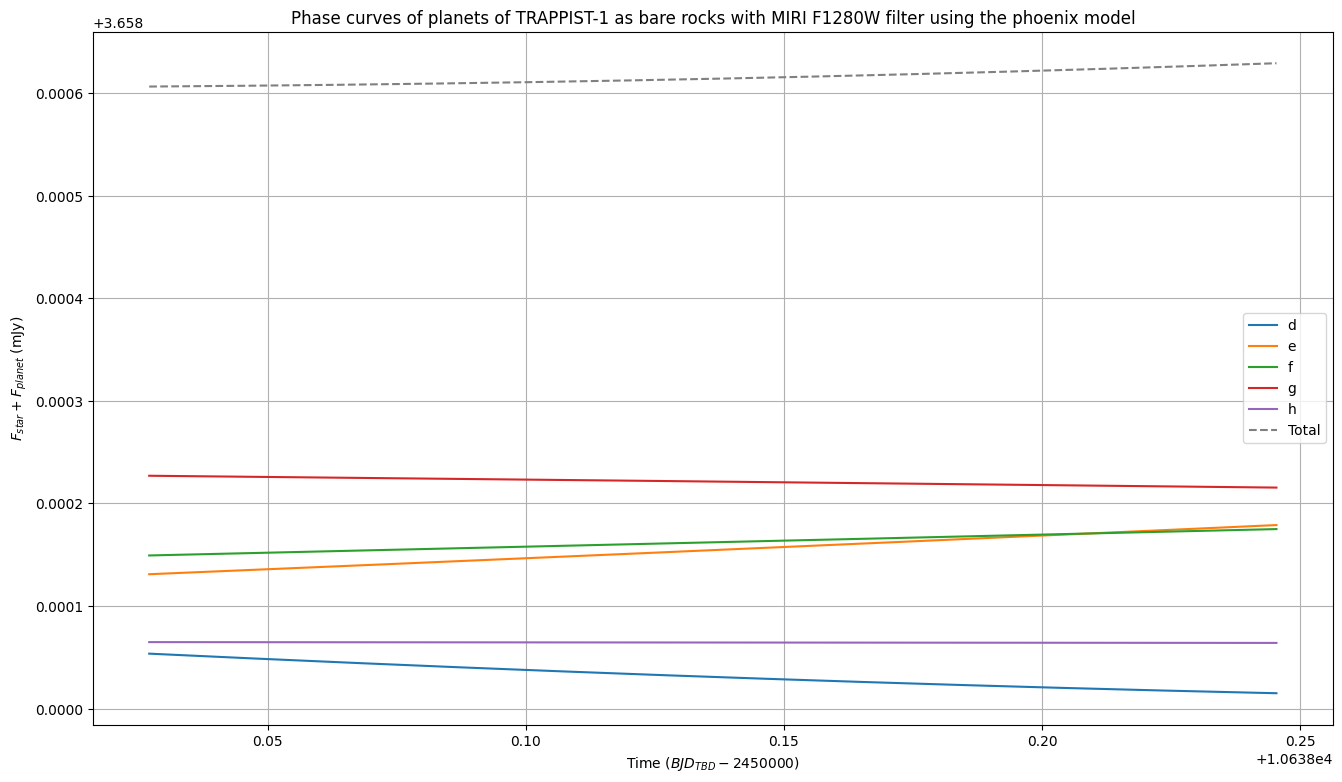 Phase curves of planets of TRAPPIST-1 as bare rocks with MIRI F1280W filter using the phoenix model
+3.658
0.0006
0.0005
0.0004
0.0003
0.0002
0.0001
0.0000
F_star + F_planet (mJy)
d
e
f
g
h
Total
0.05 0.10 0.15 0.20 0.25
+1.0638e4
Time (BJD_TBD − 2450000)